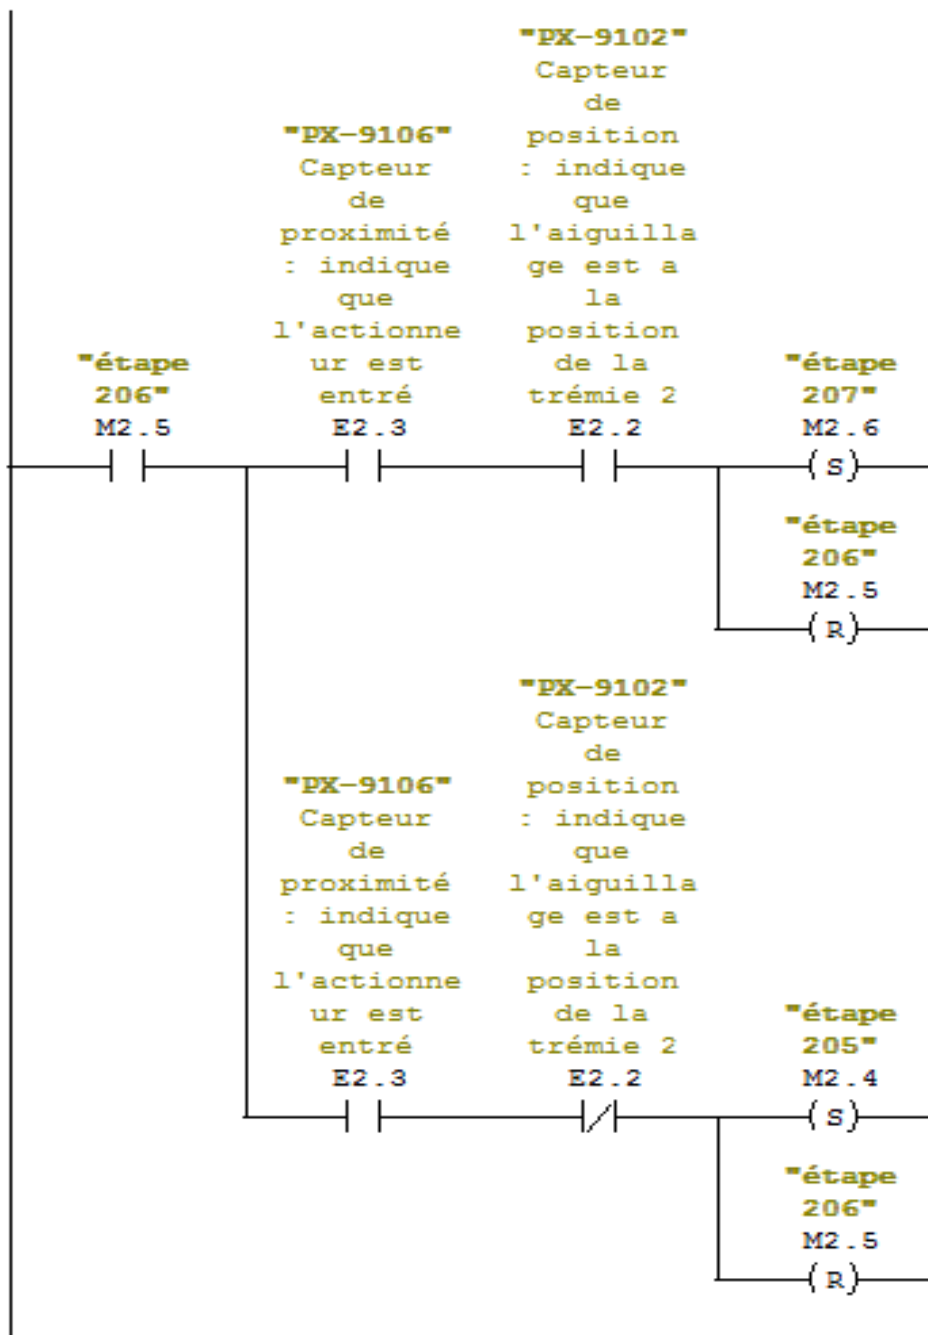 "PX-9106"
Capteur
de
proximité
: indique
que
l'actionne
ur est
entré
E2.3
"PX-9102"
Capteur
de
position
: indique
que
l'aiguilla
ge est a
la
position
de la
trémie 2
E2.2
"étape
206"
M2.5
"étape
207"
M2.6
(S)
"étape
206"
M2.5
(R)
"PX-9106"
Capteur
de
proximité
: indique
que
l'actionne
ur est
entré
E2.3
"PX-9102"
Capteur
de
position
: indique
que
l'aiguilla
ge est a
la
position
de la
trémie 2
E2.2
"étape
205"
M2.4
(S)
"étape
206"
M2.5
(R)